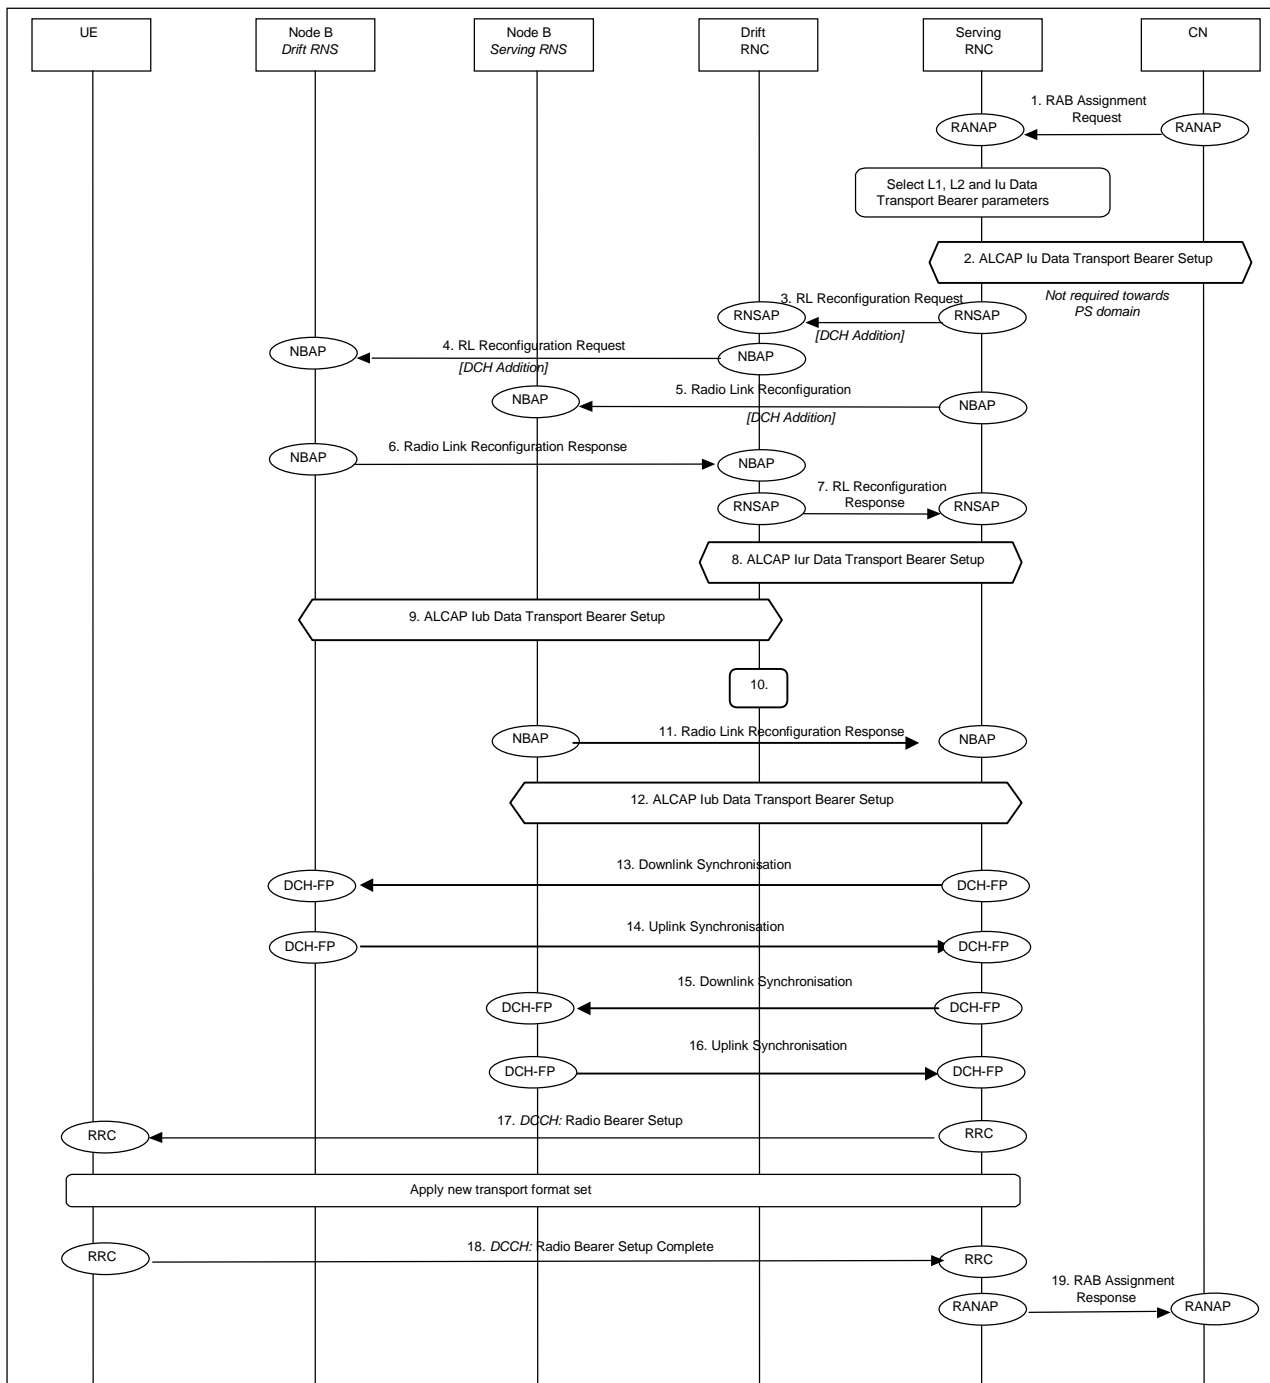 UE
Node B
Drift RNS
Node B
Serving RNS
Drift
RNC
Serving
RNC
CN
1. RAB Assignment
Request
RANAP
RANAP
Select L1, L2 and Iu Data
Transport Bearer parameters
2. ALCAP Iu Data Transport Bearer Setup
Not required towards
PS domain
3. RL Reconfiguration Request
RNSAP
RNSAP
[DCH Addition]
4. RL Reconfiguration Request
NBAP
NBAP
[DCH Addition]
5. Radio Link Reconfiguration
NBAP
NBAP
[DCH Addition]
6. Radio Link Reconfiguration Response
NBAP
NBAP
7. RL Reconfiguration
Response
RNSAP
RNSAP
8. ALCAP Iur Data Transport Bearer Setup
9. ALCAP Iub Data Transport Bearer Setup
10.
11. Radio Link Reconfiguration Response
NBAP
NBAP
12. ALCAP Iub Data Transport Bearer Setup
13. Downlink Synchronisation
DCH-FP
DCH-FP
14. Uplink Synchronisation
DCH-FP
DCH-FP
15. Downlink Synchronisation
DCH-FP
DCH-FP
16. Uplink Synchronisation
DCH-FP
DCH-FP
17. DCCH: Radio Bearer Setup
RRC
RRC
Apply new transport format set
18. DCCH: Radio Bearer Setup Complete
RRC
RRC
19. RAB Assignment
Response
RANAP
RANAP